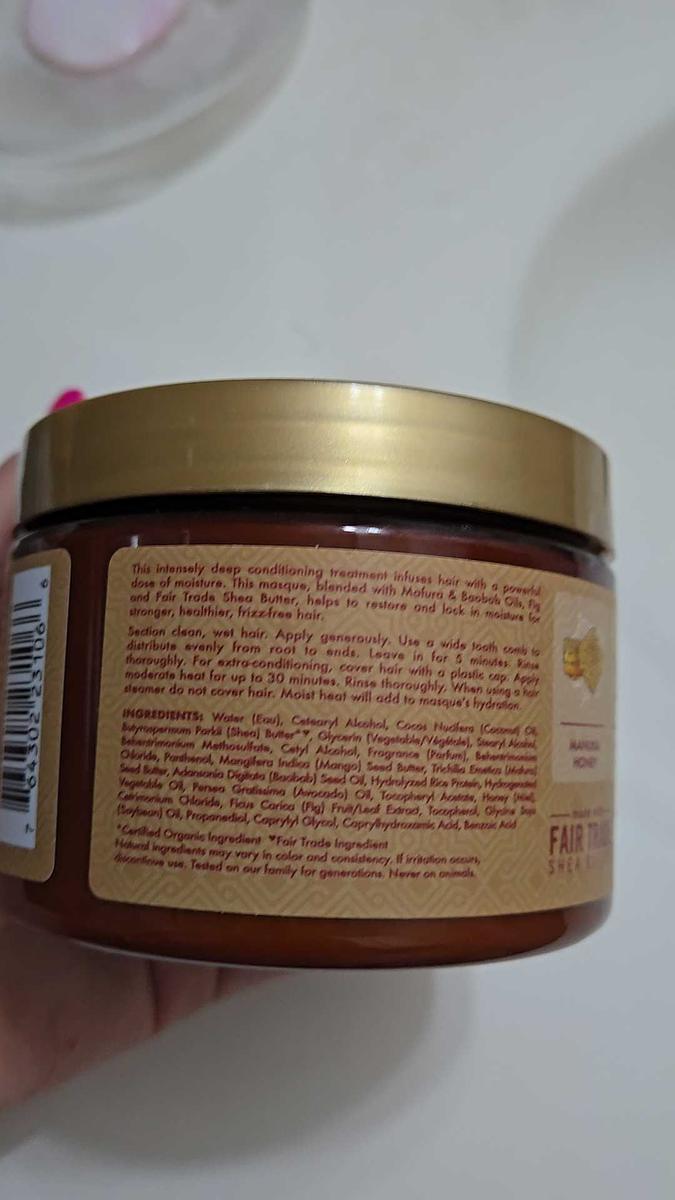 This intensely deep conditioning treatment infuses hair with a powerful
dose of moisture. This masque, blended with Mafura & Baobab Oils, Fig
and Fair Trade Shea Butter, helps to restore and lock in moisture for
stronger, healthier, frizz-free hair.
Section clean, wet hair. Apply generously. Use a wide tooth comb to
distribute evenly from root to ends. Leave in for 5 minutes. Rinse
thoroughly. For extra-conditioning, cover hair with a plastic cap. Apply
moderate heat for up to 30 minutes. Rinse thoroughly. When using a hair
steamer do not cover hair. Moist heat will add to masque's hydration.
INGREDIENTS: Water (Eau), Cetearyl Alcohol, Cocos Nucifera (Coconut) Oil,
Butyrospermum Parkii (Shea) Butter*♥, Glycerin (Vegetable/Végétale), Stearyl Alcohol,
Behentrimonium Methosulfate, Cetyl Alcohol, Fragrance (Parfum), Behentrimonium
Chloride, Panthenol, Mangifera Indica (Mango) Seed Butter, Trichilia Emetica (Mafura)
Seed Butter, Adansonia Digitata (Baobab) Seed Oil, Hydrolyzed Rice Protein, Hydrogenated
Vegetable Oil, Persea Gratissima (Avocado) Oil, Tocopheryl Acetate, Honey (Miel),
Cetrimonium Chloride, Ficus Carica (Fig) Fruit/Leaf Extract, Tocopherol, Glycine Soja
(Soybean) Oil, Propanediol, Caprylyl Glycol, Caprylhydroxamic Acid, Benzoic Acid
*Certified Organic Ingredient ♥Fair Trade Ingredient
Natural ingredients may vary in color and consistency. If irritation occurs,
discontinue use. Tested on our family for generations. Never on animals.
7 64302 23106 6
MANUKA
HONEY
made with
FAIR TRADE
SHEA